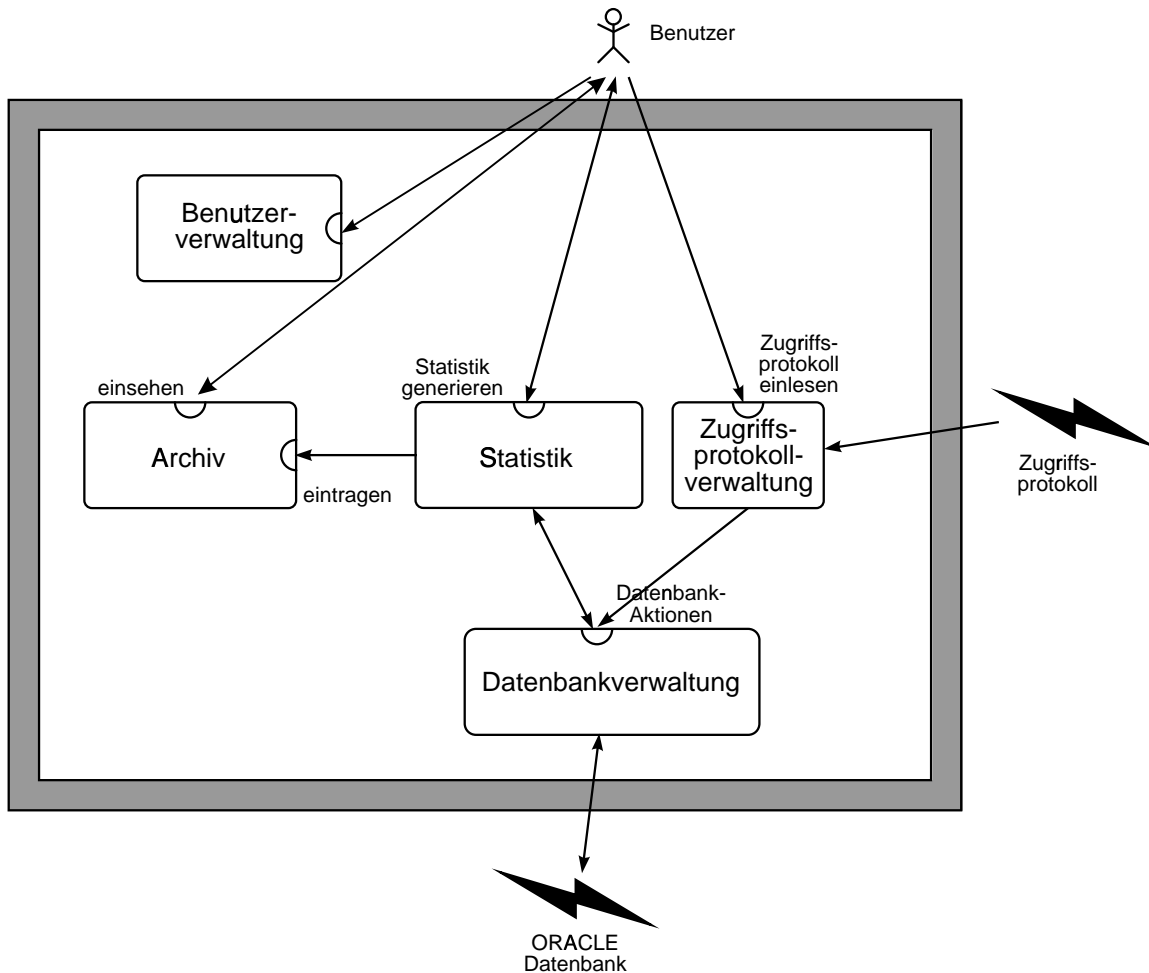 Benutzer
Benutzer-
verwaltung
Zugriffs-
protokoll
einlesen
Statistik
generieren
einsehen
Archiv
eintragen
Statistik
Zugriffs-
protokoll-
verwaltung
Zugriffs-
protokoll
Datenbank-
Aktionen
Datenbankverwaltung
ORACLE
Datenbank